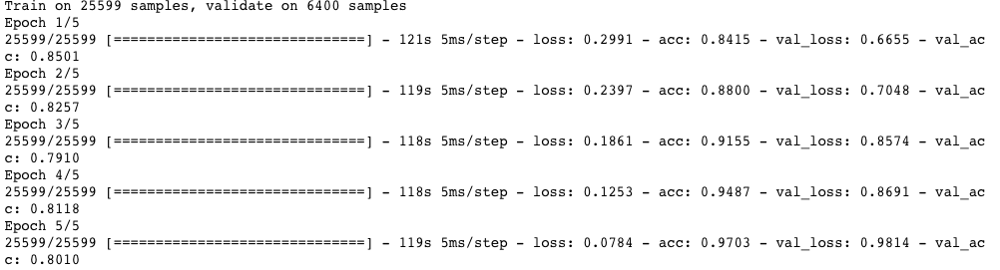 Train on 25599 samples, validate on 6400 samples
Epoch 1/5
25599/25599 [==============================] - 121s 5ms/step - loss: 0.2991 - acc: 0.8415 - val_loss: 0.6655 - val_ac
c: 0.8501
Epoch 2/5
25599/25599 [==============================] - 119s 5ms/step - loss: 0.2397 - acc: 0.8800 - val_loss: 0.7048 - val_ac
c: 0.8257
Epoch 3/5
25599/25599 [==============================] - 118s 5ms/step - loss: 0.1861 - acc: 0.9155 - val_loss: 0.8574 - val_ac
c: 0.7910
Epoch 4/5
25599/25599 [==============================] - 118s 5ms/step - loss: 0.1253 - acc: 0.9487 - val_loss: 0.8691 - val_ac
c: 0.8118
Epoch 5/5
25599/25599 [==============================] - 119s 5ms/step - loss: 0.0784 - acc: 0.9703 - val_loss: 0.9814 - val_ac
c: 0.8010